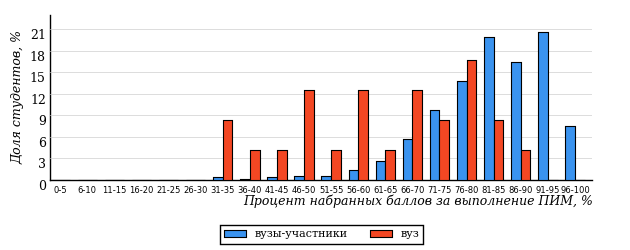 Доля студентов, %
21
18
15
12
9
6
3
0
0-5 6-10 11-15 16-20 21-25 26-30 31-35 36-40 41-45 46-50 51-55 56-60 61-65 66-70 71-75 76-80 81-85 86-90 91-95 96-100
Процент набранных баллов за выполнение ПИМ, %
вузы-участники вуз